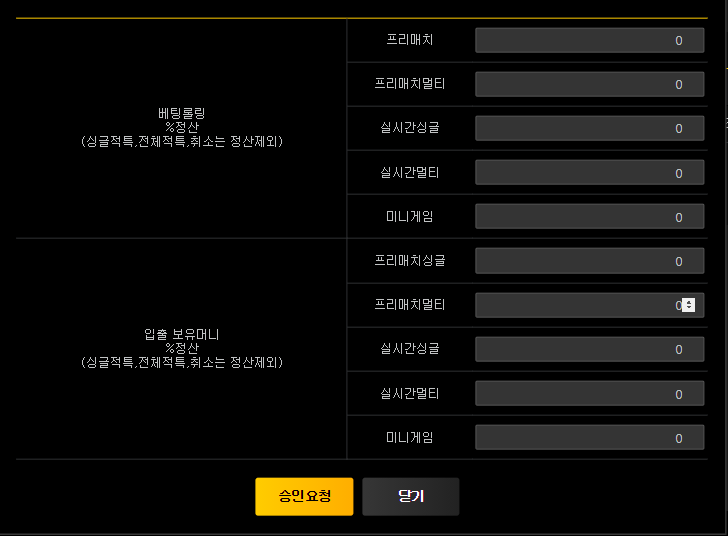 프리매치 0
프리매치멀티 0
베팅롤링
%정산
(싱글적특,전체적특,취소는 정산제외)
실시간싱글 0
실시간멀티 0
미니게임 0
프리매치싱글 0
프리매치멀티 0
입출 보유머니
%정산
(싱글적특,전체적특,취소는 정산제외)
실시간싱글 0
실시간멀티 0
미니게임 0
승인요청 닫기